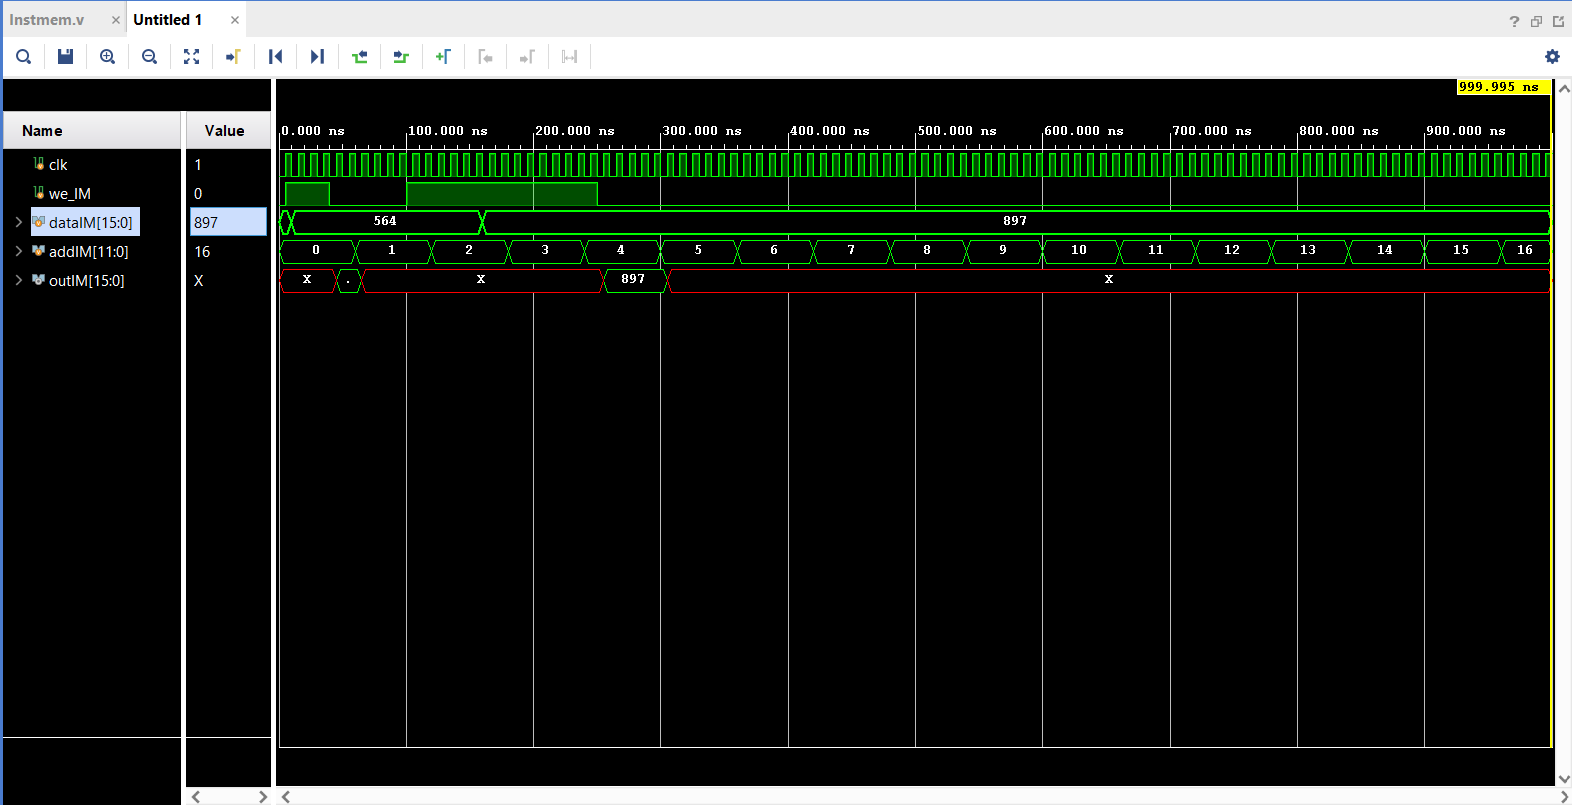 Instmem.v × Untitled 1 ×
?
999.995 ns
Name Value
0.000 ns 100.000 ns 200.000 ns 300.000 ns 400.000 ns 500.000 ns 600.000 ns 700.000 ns 800.000 ns 900.000 ns
clk 1
we_IM 0
dataIM[15:0] 897 564 897
addIM[11:0] 16 0 1 2 3 4 5 6 7 8 9 10 11 12 13 14 15 16
outIM[15:0] X X . X 897 X